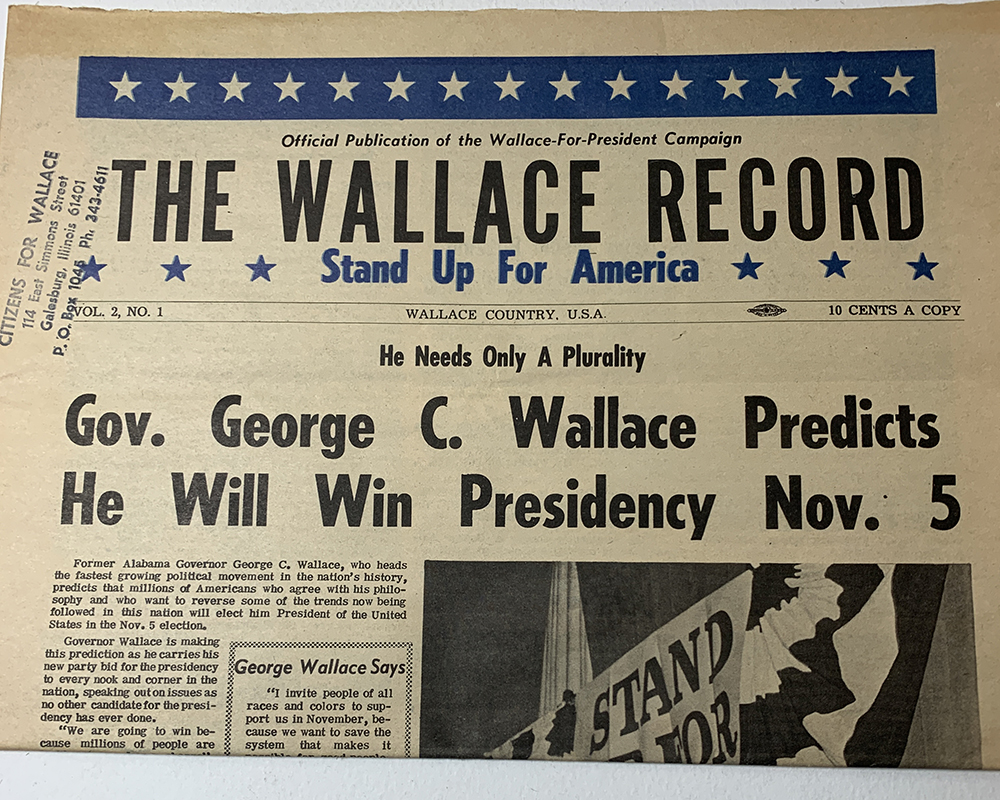 Official Publication of the Wallace-For-President Campaign
THE WALLACE RECORD
Stand Up For America
CITIZENS FOR WALLACE
114 East Simmons Street
Galesburg, Illinois 61401
P. O. Box 1045 Ph. 343-4611
VOL. 2, NO. 1 WALLACE COUNTRY, U.S.A. 10 CENTS A COPY
He Needs Only A Plurality
Gov. George C. Wallace Predicts
He Will Win Presidency Nov. 5
Former Alabama Governor George C. Wallace, who heads
the fastest growing political movement in the nation's history,
predicts that millions of Americans who agree with his philo-
sophy and who want to reverse some of the trends now being
followed in this nation will elect him President of the United
States in the Nov. 5 election.
Governor Wallace is making
this prediction as he carries his
new party bid for the presidency
to every nook and corner in the
nation, speaking out on issues as
no other candidate for the presi-
dency has ever done.
"We are going to win be-
cause millions of people are
George Wallace Says
"I invite people of all
races and colors to sup-
port us in November, be-
cause we want to save the
system that makes it
STAND
FOR